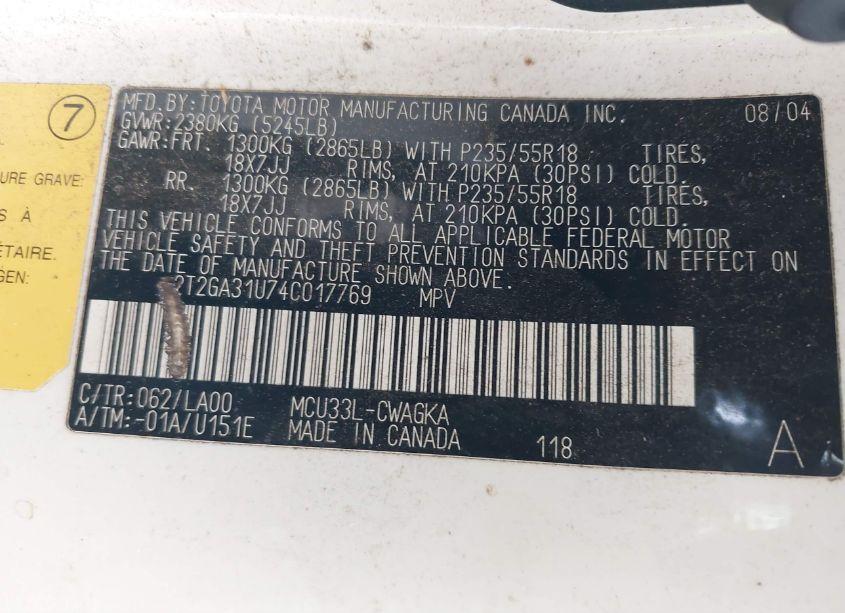 7
MFD.BY:TOYOTA MOTOR MANUFACTURING CANADA INC. 08/04
GVWR:2380KG (5245LB)
GAWR:FRT. 1300KG (2865LB) WITH P235/55R18 TIRES,
18X7JJ RIMS, AT 210KPA (30PSI) COLD.
RR. 1300KG (2865LB) WITH P235/55R18 TIRES,
18X7JJ RIMS, AT 210KPA (30PSI) COLD.
THIS VEHICLE CONFORMS TO ALL APPLICABLE FEDERAL MOTOR
VEHICLE SAFETY AND THEFT PREVENTION STANDARDS IN EFFECT ON
THE DATE OF MANUFACTURE SHOWN ABOVE.
2T2GA31U74C017769 MPV
C/TR:062/LA00 MCU33L-CWAGKA
A/TM:-01A/U151E MADE IN CANADA 118 A
URE GRAVE:
S À
ÉTAIRE.
GEN: